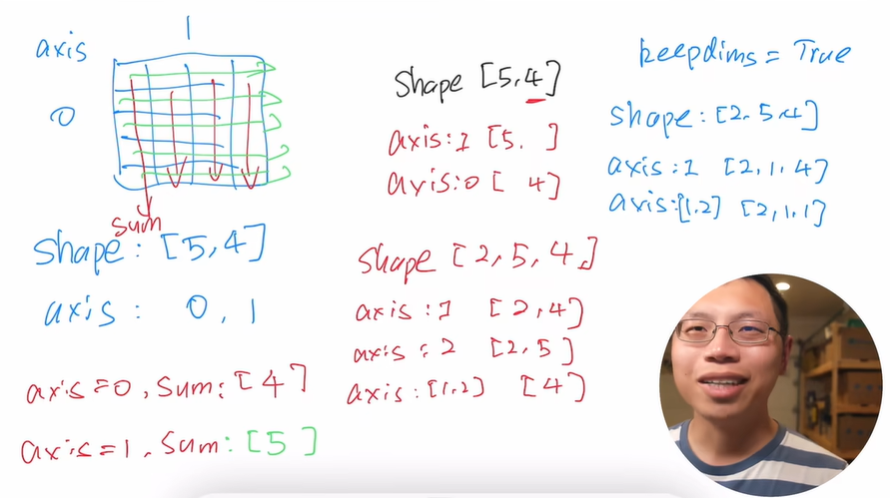 1
axis
0
sum
shape: [5,4]
axis: 0, 1
axis=0, sum: [4]
axis=1, sum: [5 ]
shape [5,4]
axis:1 [5, ]
axis:0 [ 4]
shape [2,5,4,]
axis:1 [2,4]
axis:2 [2,5]
axis:[1,2] [4]
keepdims = True
shape: [2,5,4]
axis:1 [2,1,4]
axis:[1,2] [2,1,1]